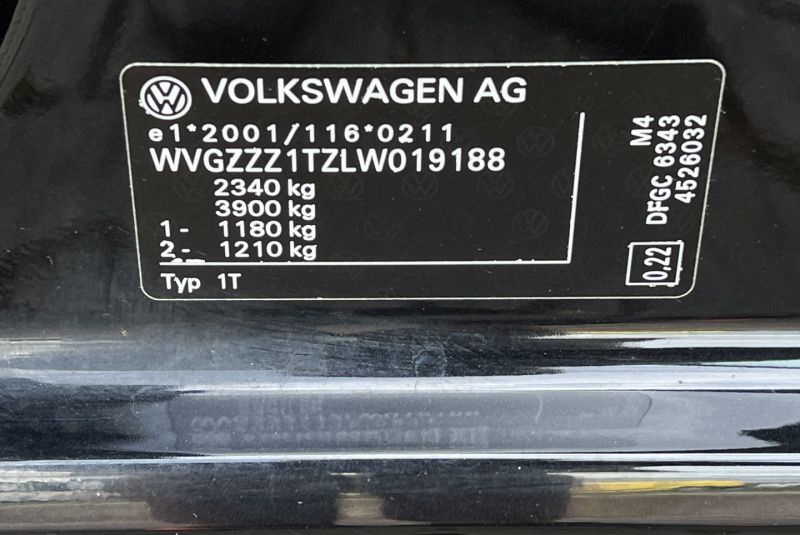 VOLKSWAGEN AG
e1*2001/116*0211
WVGZZZ1TZLW019188
2340 kg
3900 kg
1- 1180 kg
2- 1210 kg
Typ 1T
M4
DFGC 6343
4526032
0,22